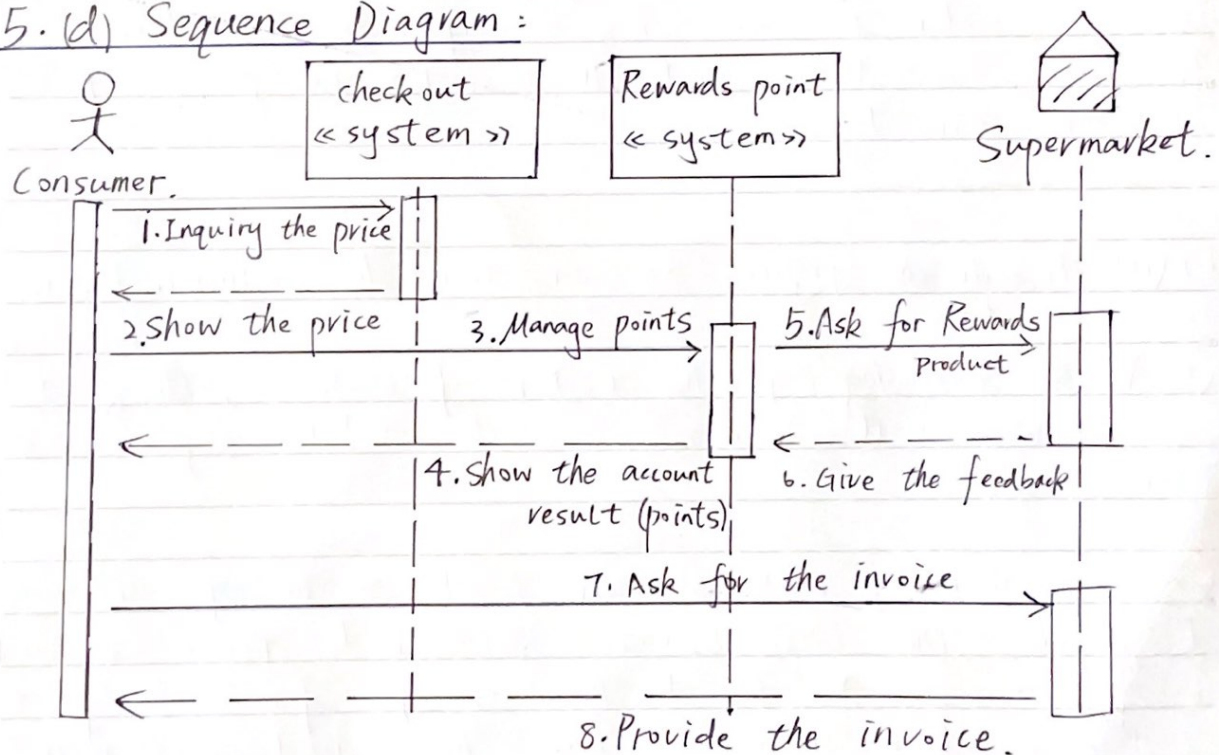 5. (d) Sequence Diagram:
check out
«system»
Rewards point
«system»
Supermarket.
Consumer.
1. Inquiry the price
2. Show the price
3. Manage points
5. Ask for Rewards
Product
4. Show the account
result (points)
6. Give the feedback
7. Ask for the invoice
8. Provide the invoice.